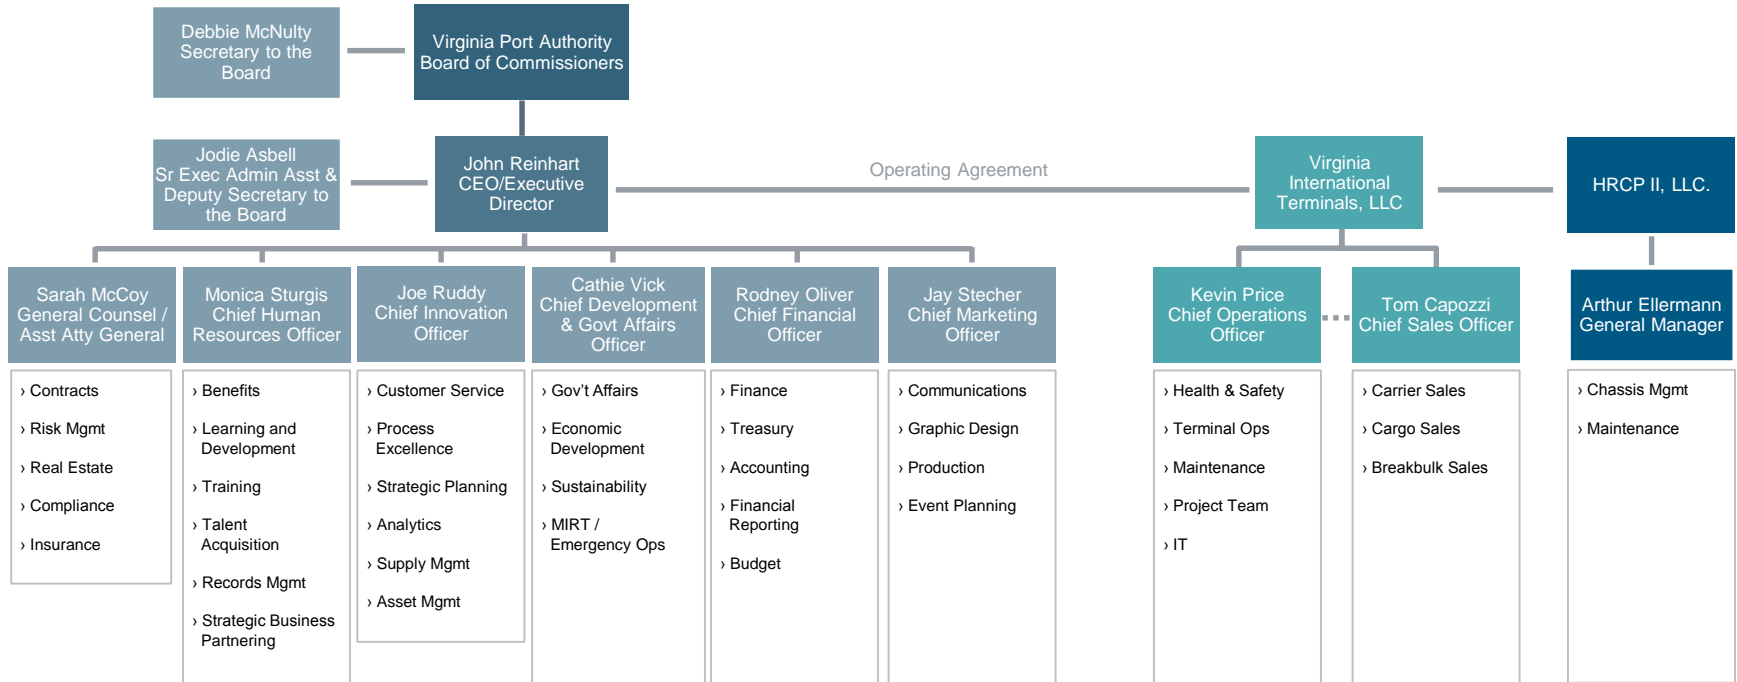 Debbie McNulty
Secretary to the
Board
Virginia Port Authority
Board of Commissioners
Jodie Asbell
Sr Exec Admin Asst &
Deputy Secretary to
the Board
John Reinhart
CEO/Executive
Director
Operating Agreement
Virginia
International
Terminals, LLC
HRCP II, LLC.
Sarah McCoy
General Counsel /
Asst Atty General
Monica Sturgis
Chief Human
Resources Officer
Joe Ruddy
Chief Innovation
Officer
Cathie Vick
Chief Development
& Govt Affairs
Officer
Rodney Oliver
Chief Financial
Officer
Jay Stecher
Chief Marketing
Officer
Kevin Price
Chief Operations
Officer
Tom Capozzi
Chief Sales Officer
Arthur Ellermann
General Manager
› Contracts
› Risk Mgmt
› Real Estate
› Compliance
› Insurance
› Benefits
› Learning and
Development
› Training
› Talent
Acquisition
› Records Mgmt
› Strategic Business
Partnering
› Customer Service
› Process
Excellence
› Strategic Planning
› Analytics
› Supply Mgmt
› Asset Mgmt
› Gov't Affairs
› Economic
Development
› Sustainability
› MIRT /
Emergency Ops
› Finance
› Treasury
› Accounting
› Financial
Reporting
› Budget
› Communications
› Graphic Design
› Production
› Event Planning
› Health & Safety
› Terminal Ops
› Maintenance
› Project Team
› IT
› Carrier Sales
› Cargo Sales
› Breakbulk Sales
› Chassis Mgmt
› Maintenance